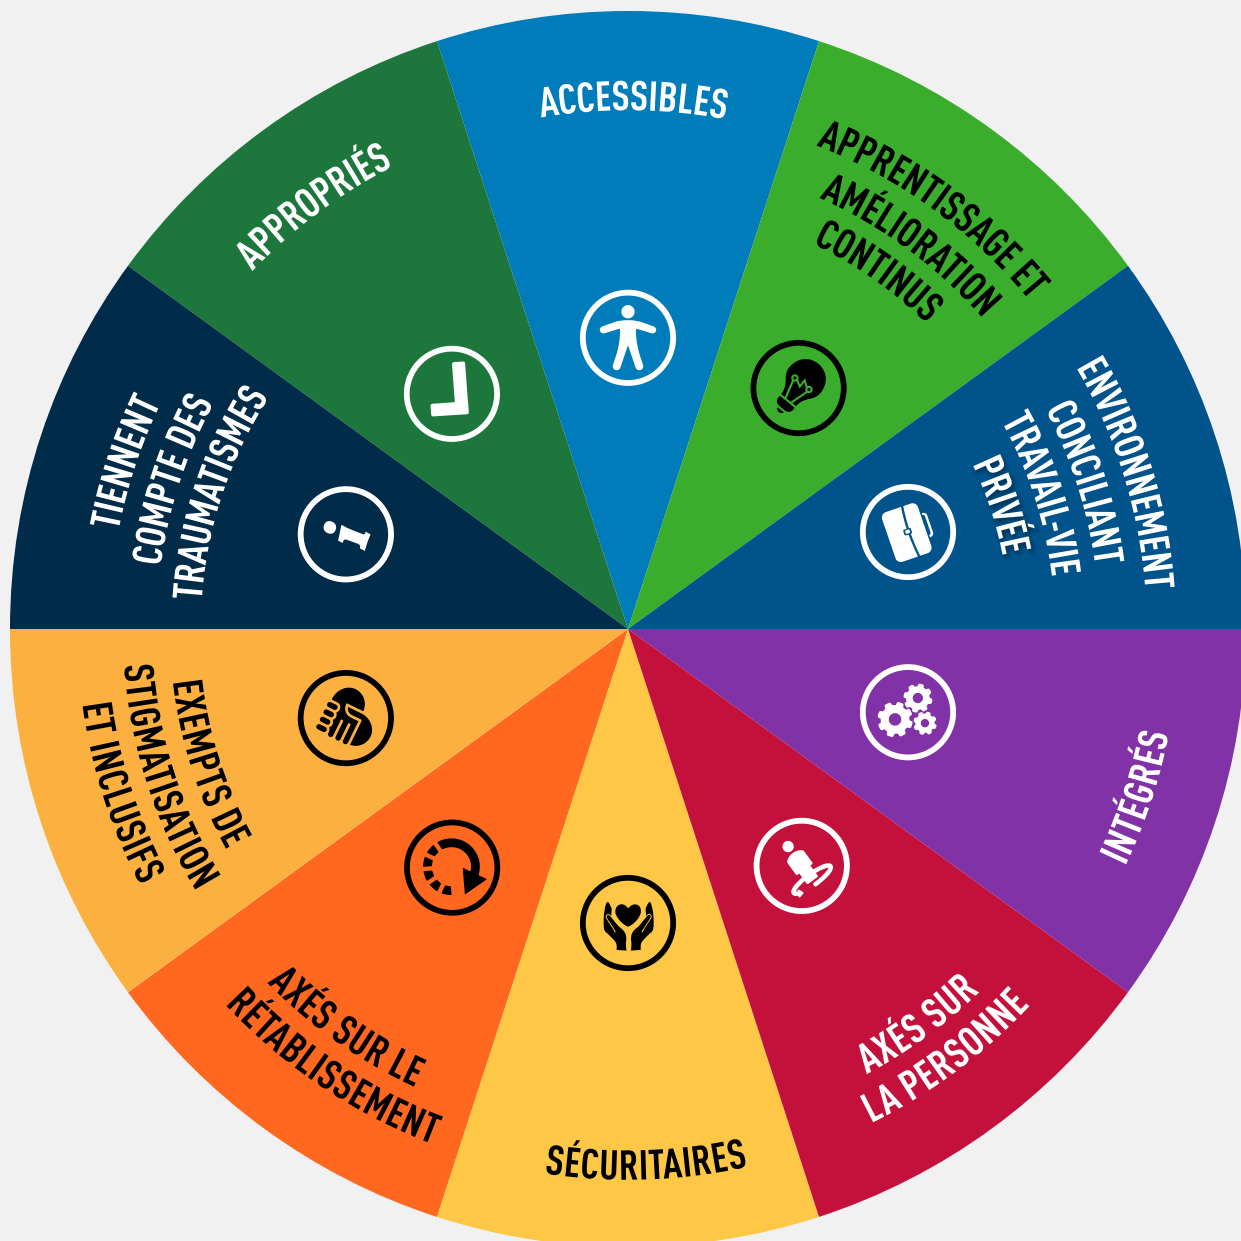 ACCESSIBLES
APPRENTISSAGE ET
AMÉLIORATION
CONTINUS
ENVIRONNEMENT
CONCILIANT
TRAVAIL-VIE
PRIVÉE
INTÉGRÉS
AXÉS SUR
LA PERSONNE
SÉCURITAIRES
AXÉS SUR LE
RÉTABLISSEMENT
EXEMPTS DE
STIGMATISATION
ET INCLUSIFS
TIENNENT
COMPTE DES
TRAUMATISMES
APPROPRIÉS